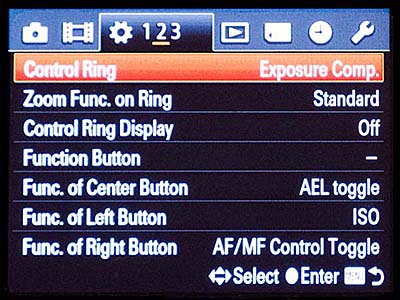 1 2 3
Control Ring Exposure Comp.
Zoom Func. on Ring Standard
Control Ring Display Off
Function Button –
Func. of Center Button AEL toggle
Func. of Left Button ISO
Func. of Right Button AF/MF Control Toggle
Select Enter